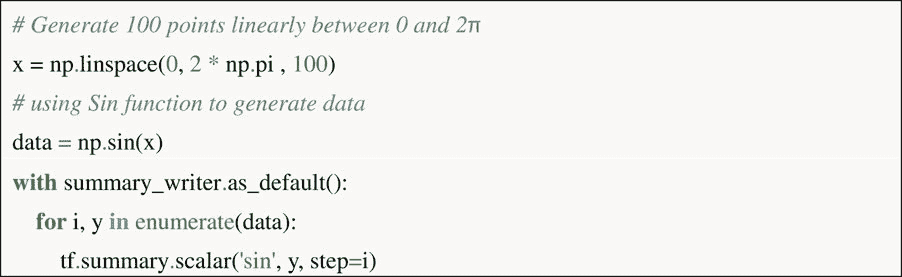 # Generate 100 points linearly between 0 and 2π
x = np.linspace(0, 2 * np.pi , 100)
# using Sin function to generate data
data = np.sin(x)
with summary_writer.as_default():
    for i, y in enumerate(data):
        tf.summary.scalar('sin', y, step=i)